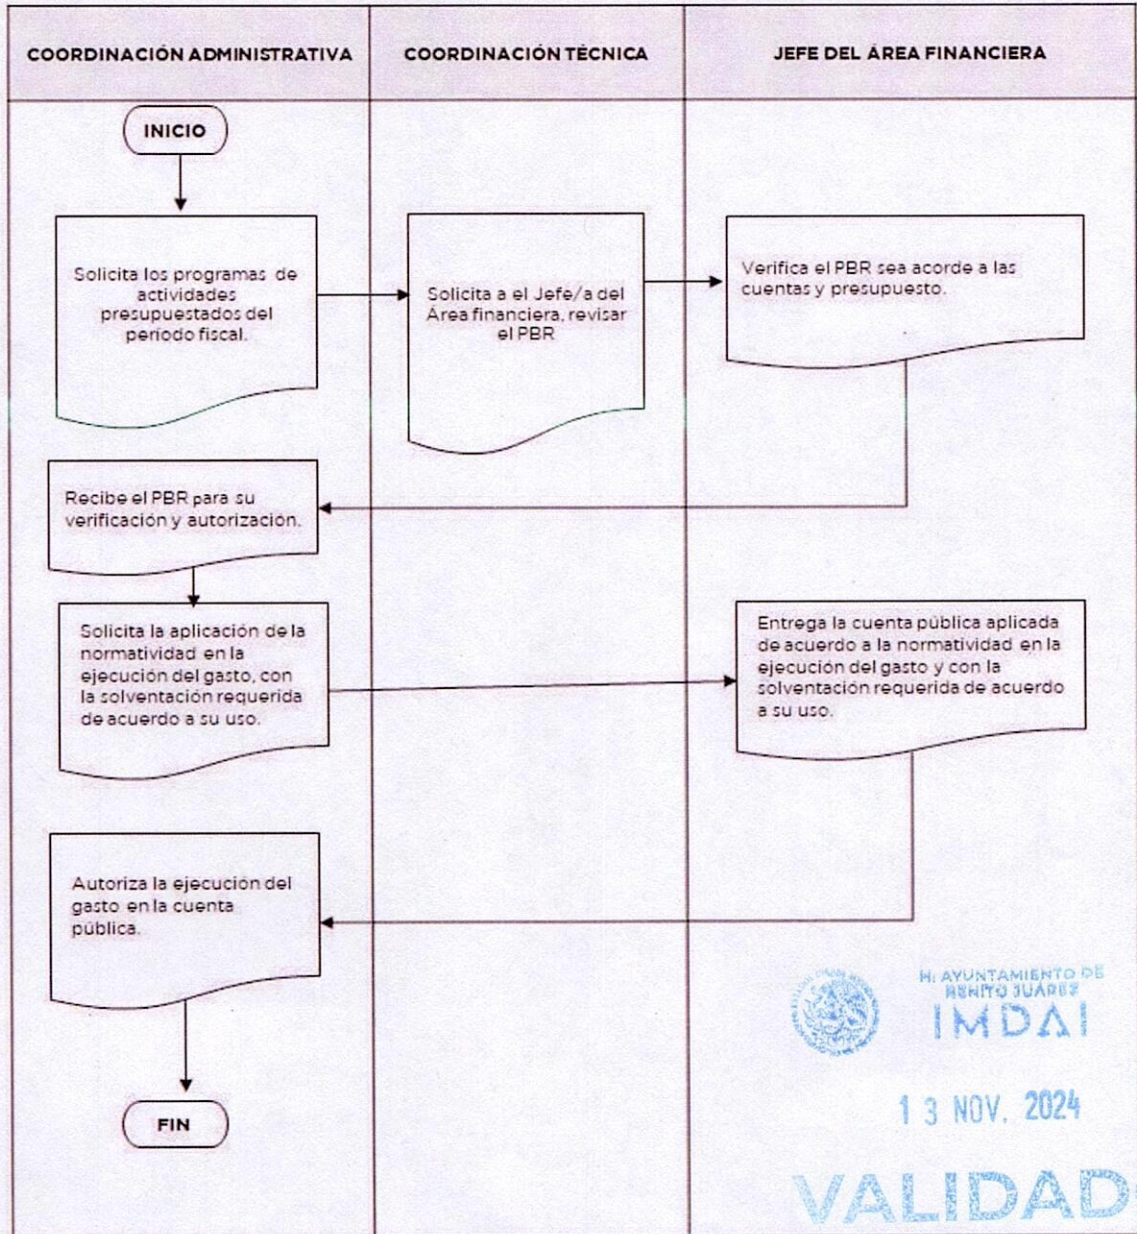 COORDINACIÓN ADMINISTRATIVA
COORDINACIÓN TÉCNICA
JEFE DEL ÁREA FINANCIERA
INICIO
Solicita los programas de
actividades
presupuestados del
período fiscal.
Solicita a el Jefe/a del
Área financiera, revisar
el PBR
Verifica el PBR sea acorde a las
cuentas y presupuesto.
Recibe el PBR para su
verificación y autorización.
Solicita la aplicación de la
normatividad en la
ejecución del gasto, con
la solventación requerida
de acuerdo a su uso.
Entrega la cuenta pública aplicada
de acuerdo a la normatividad en la
ejecución del gasto y con la
solventación requerida de acuerdo
a su uso.
Autoriza la ejecución del
gasto en la cuenta
pública.
FIN
H. AYUNTAMIENTO DE
BENITO JUÁREZ
IMDAI
13 NOV. 2024
VALIDAD